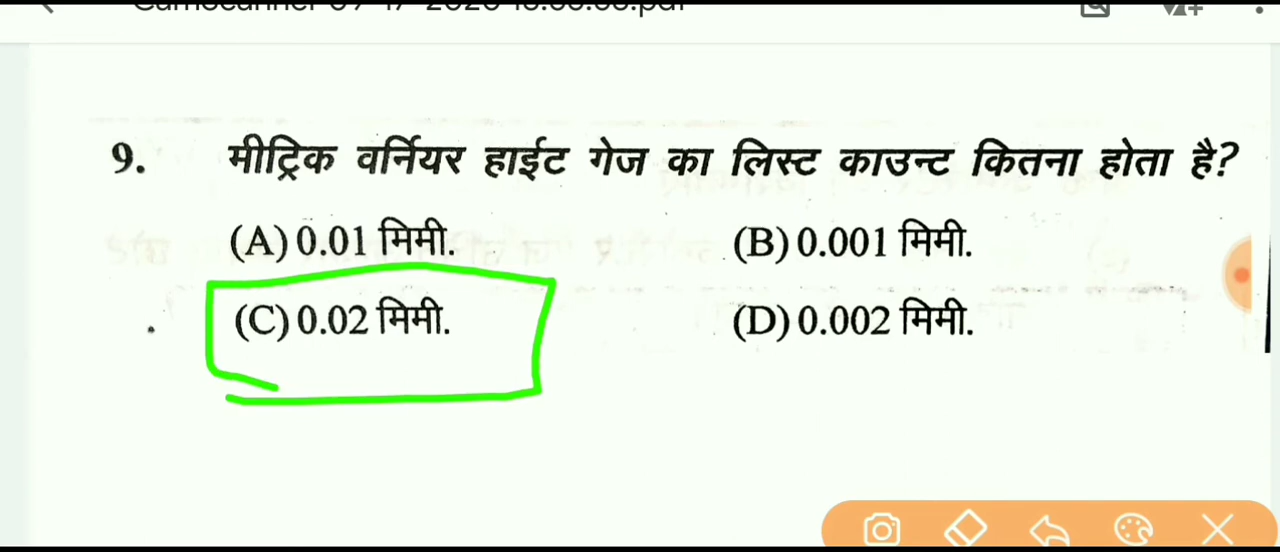 9. मीट्रिक वर्नियर हाईट गेज का लिस्ट काउन्ट कितना होता है?
(A) 0.01 मिमी. (B) 0.001 मिमी.
(C) 0.02 मिमी. (D) 0.002 मिमी.